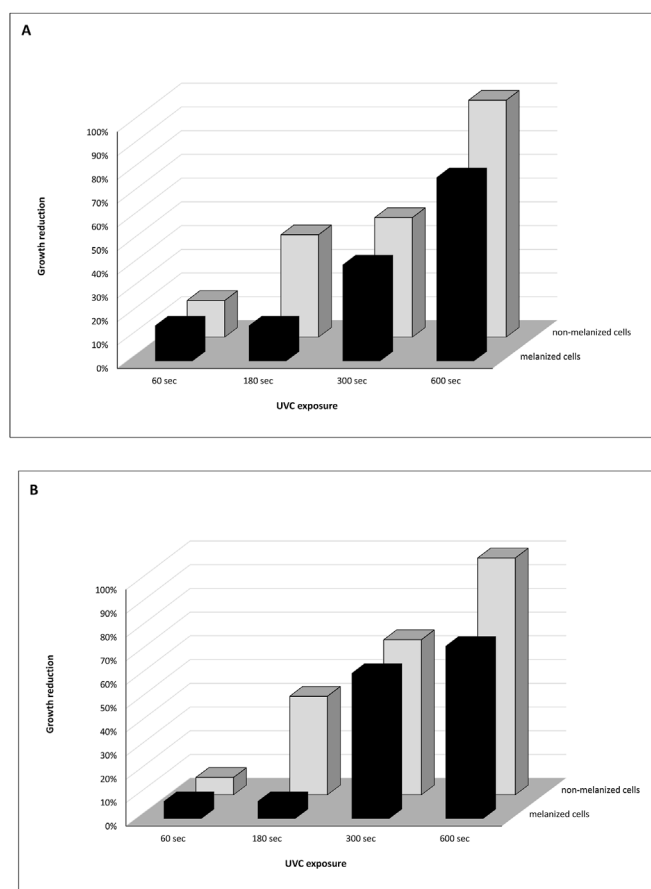 A
100%
90%
80%
70%
60%
50%
40%
30%
20%
10%
0%
Growth reduction
non-melanized cells
melanized cells
60 sec 180 sec 300 sec 600 sec
UVC exposure
B
100%
90%
80%
70%
60%
50%
40%
30%
20%
10%
0%
Growth reduction
non-melanized cells
melanized cells
60 sec 180 sec 300 sec 600 sec
UVC exposure